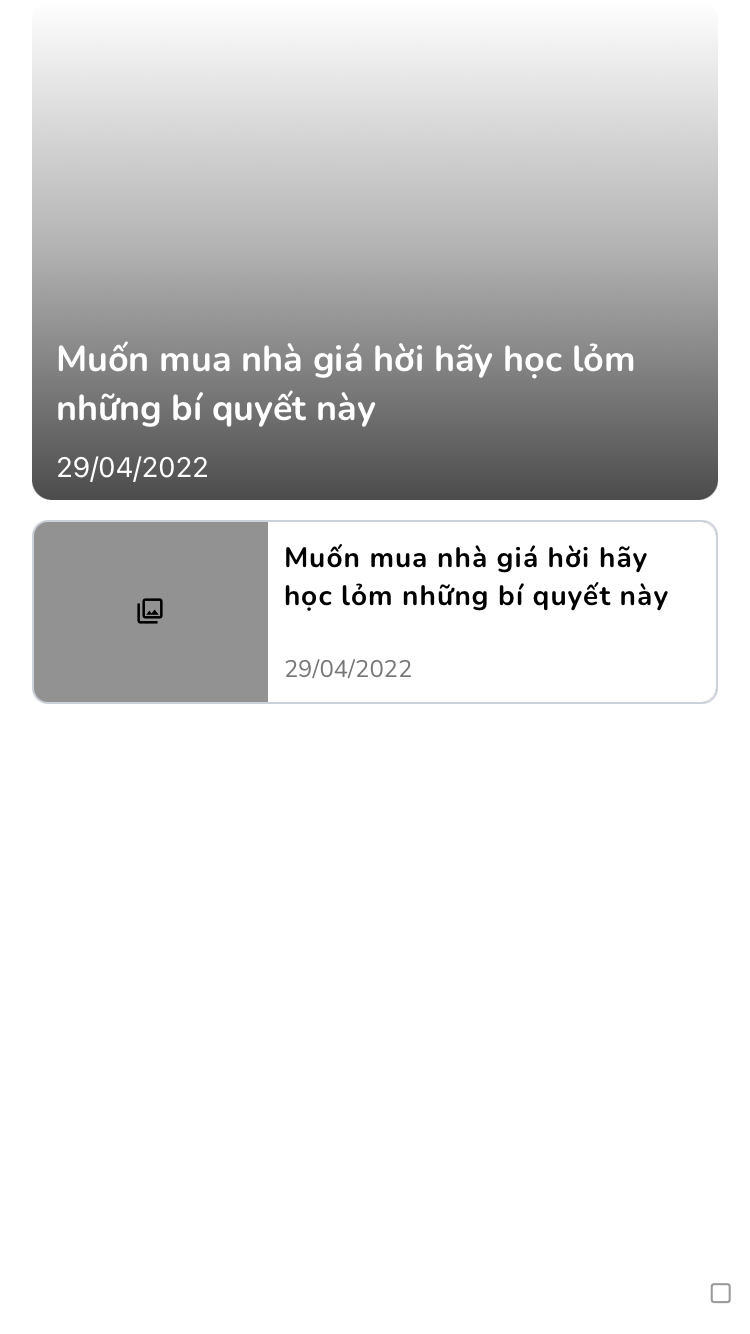 Muốn mua nhà giá hời hãy học lỏm
những bí quyết này
29/04/2022
Muốn mua nhà giá hời hãy
học lỏm những bí quyết này
29/04/2022